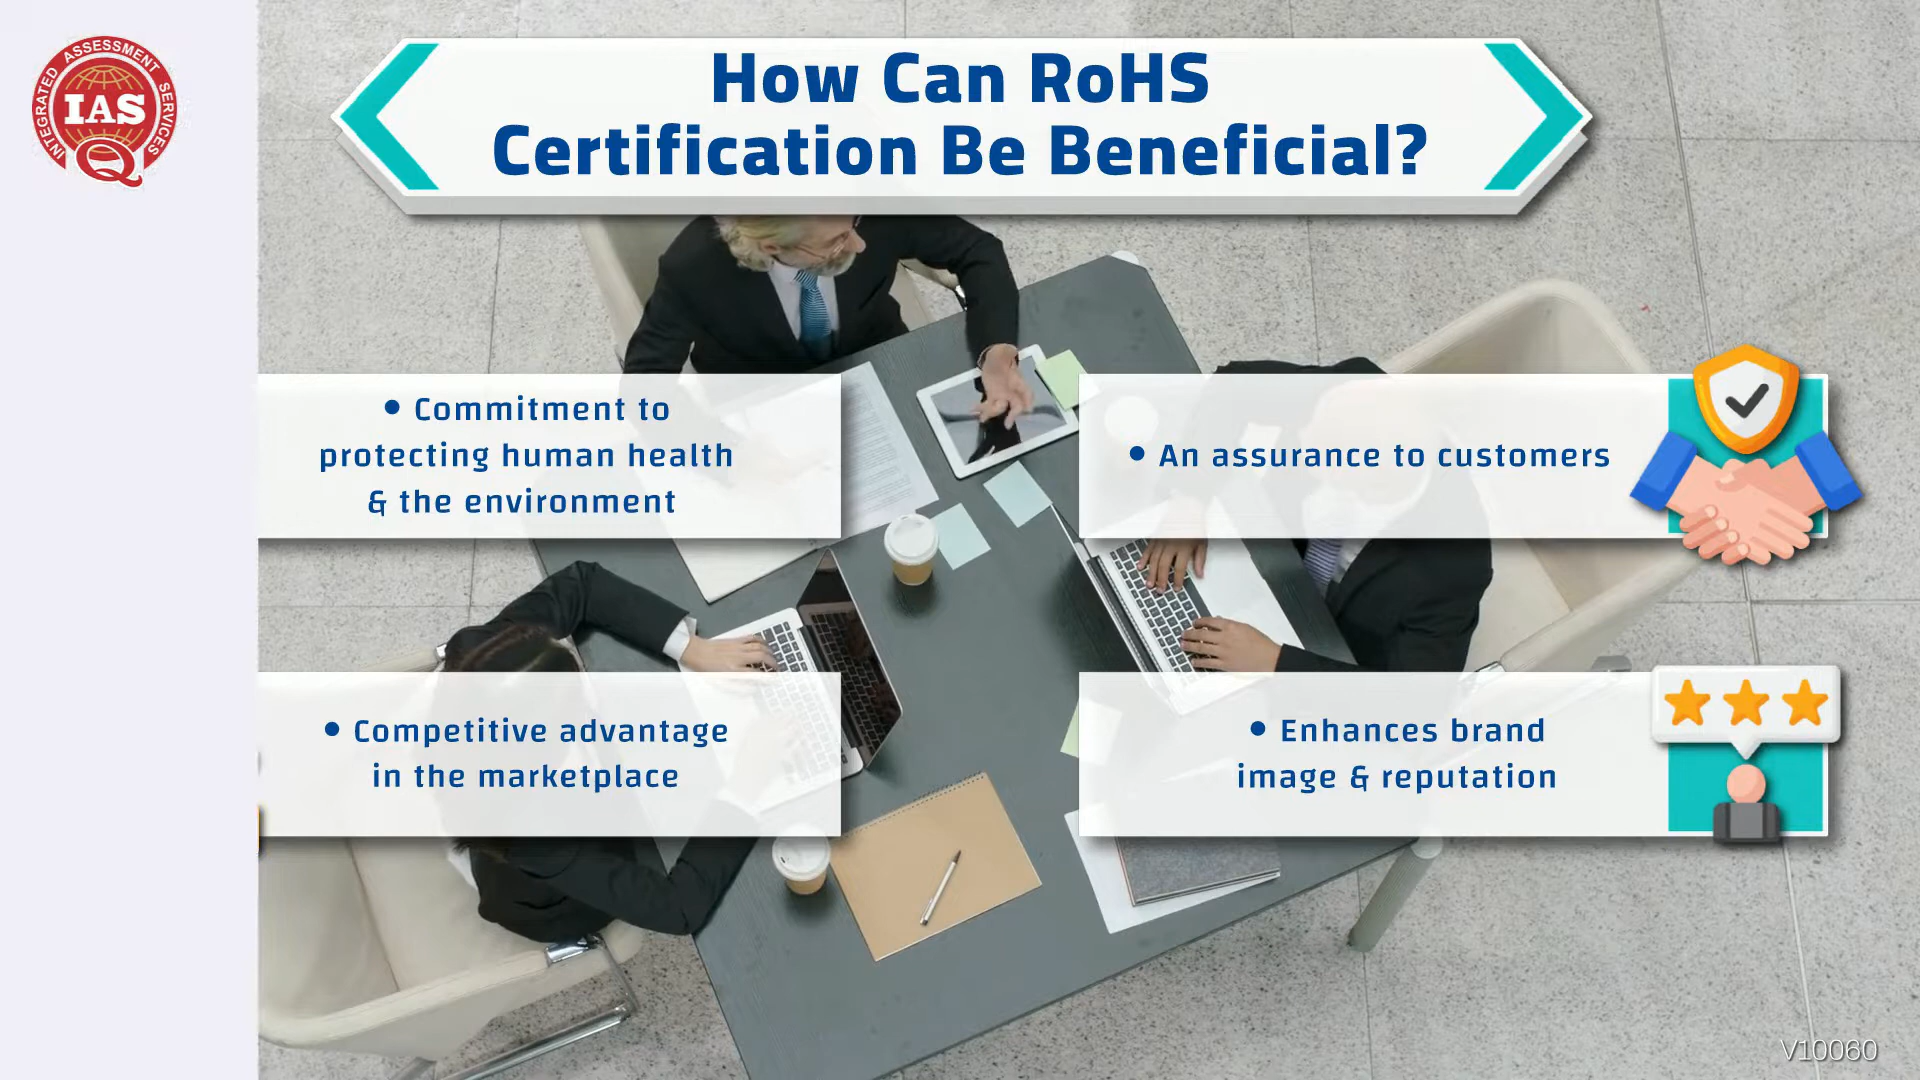 INTEGRATED ASSESSMENT SERVICES
IAS
Q
How Can RoHS
Certification Be Beneficial?
• Commitment to
protecting human health
& the environment
• An assurance to customers
• Competitive advantage
in the marketplace
• Enhances brand
image & reputation
V10060